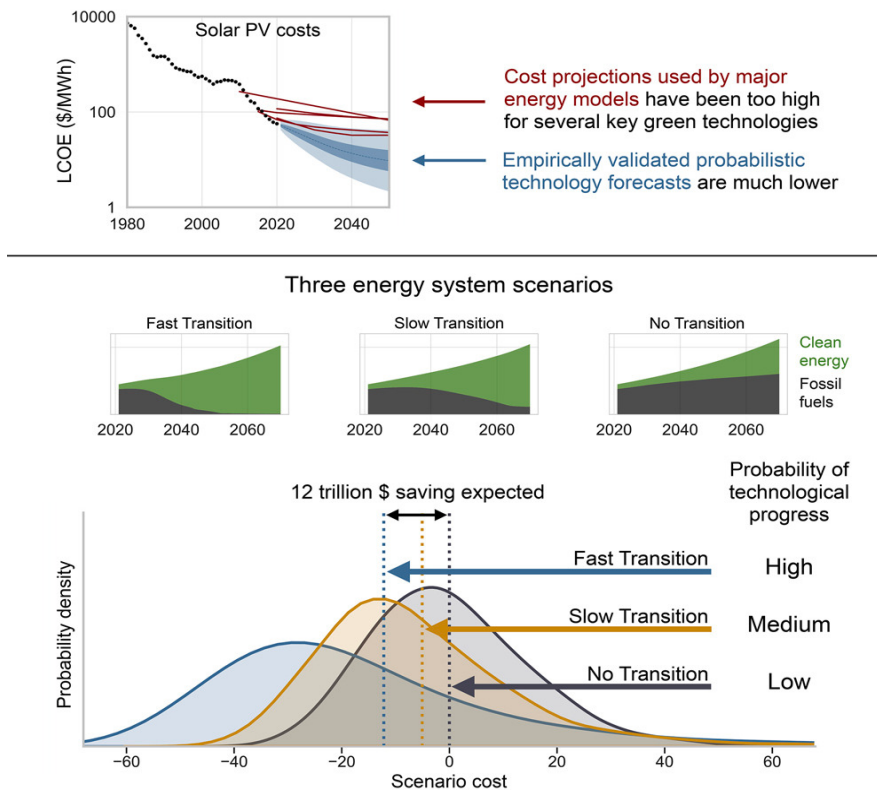 Solar PV costs
10000
100
1
LCOE ($/MWh)
1980
2000
2020
2040
Cost projections used by major
energy models have been too high
for several key green technologies
Empirically validated probabilistic
technology forecasts are much lower
Three energy system scenarios
Fast Transition
Slow Transition
No Transition
Clean
energy
Fossil
fuels
2020 2040 2060
2020 2040 2060
2020 2040 2060
12 trillion $ saving expected
Probability of
technological
progress
Fast Transition
High
Slow Transition
Medium
No Transition
Low
Probability density
−60
−40
−20
0
20
40
60
Scenario cost